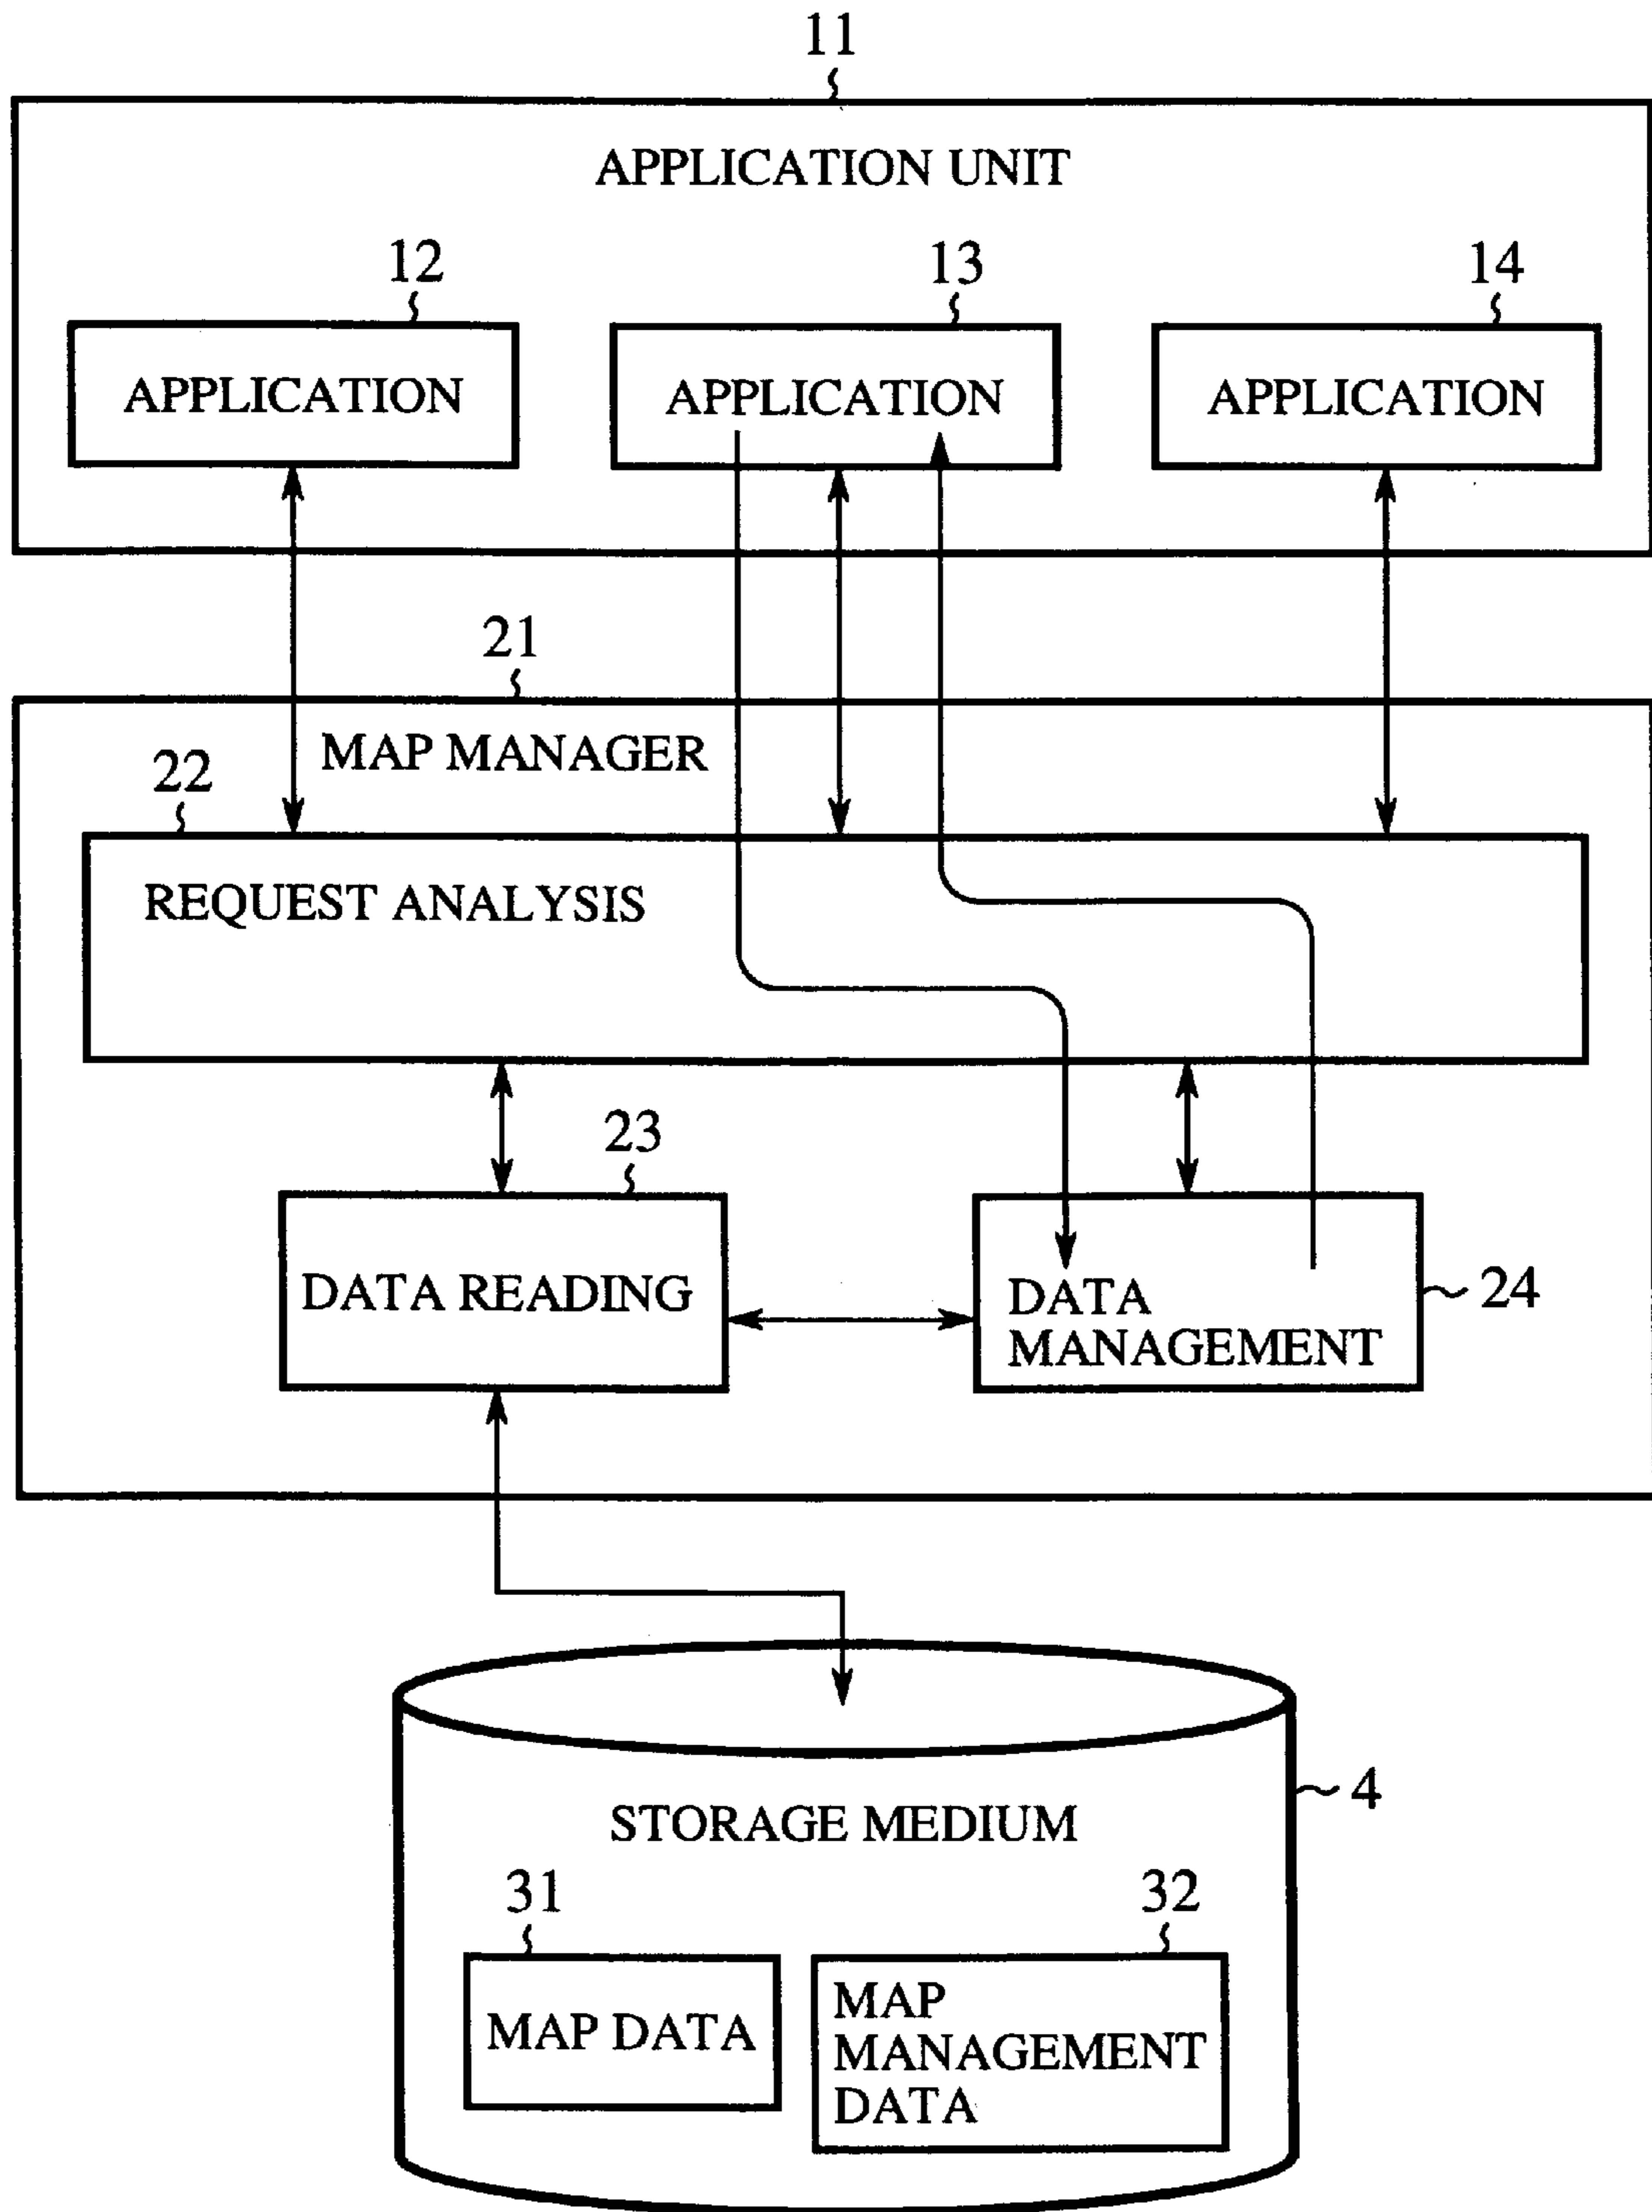 11
APPLICATION UNIT
12
13
14
APPLICATION
APPLICATION
APPLICATION
21
MAP MANAGER
22
REQUEST ANALYSIS
23
DATA READING
DATA
MANAGEMENT
24
STORAGE MEDIUM
4
31
32
MAP DATA
MAP
MANAGEMENT
DATA